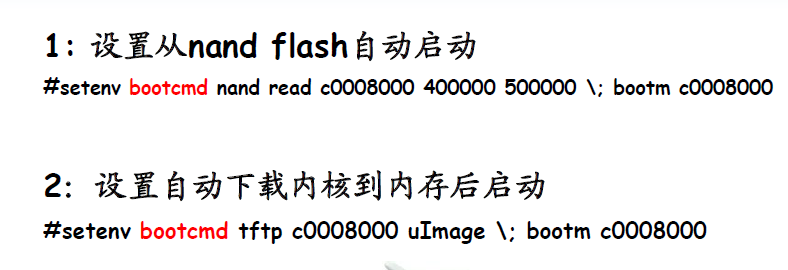 1: 设置从nand flash自动启动
#setenv bootcmd nand read c0008000 400000 500000 \; bootm c0008000
2: 设置自动下载内核到内存后启动
#setenv bootcmd tftp c0008000 uImage \; bootm c0008000